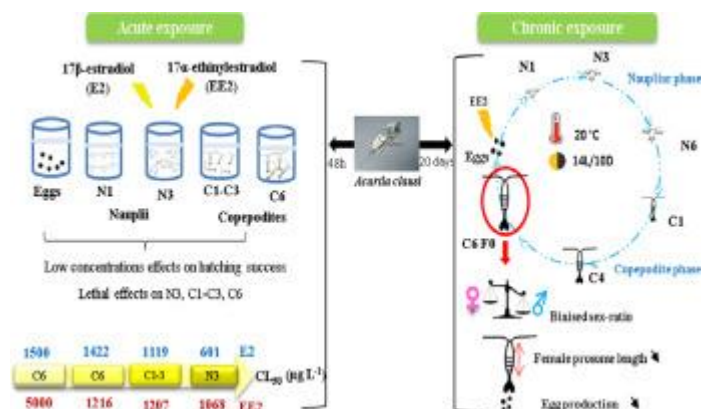 Acute exposure
17β-estradiol
(E2)
17α-ethinylestradiol
(EE2)
Eggs
N1
N3
C1-C3
C6
Nauplii
Copepodites
Low concentrations effects on hatching success
Lethal effects on N3, C1-C3, C6
1500 1422 1119 601 E2
C6 C6 C1-3 N3 CL50 (µg L-1)
5000 1216 1207 1068 EE2
48h
20 days
Acartia clausi
Chronic exposure
N1
N3
Naupliar phase
EE2
20°C
N6
Eggs
14L/10D
C1
C6 F0
C4
Copepodite phase
Biaised sex-ratio
Female prosome length
Egg production